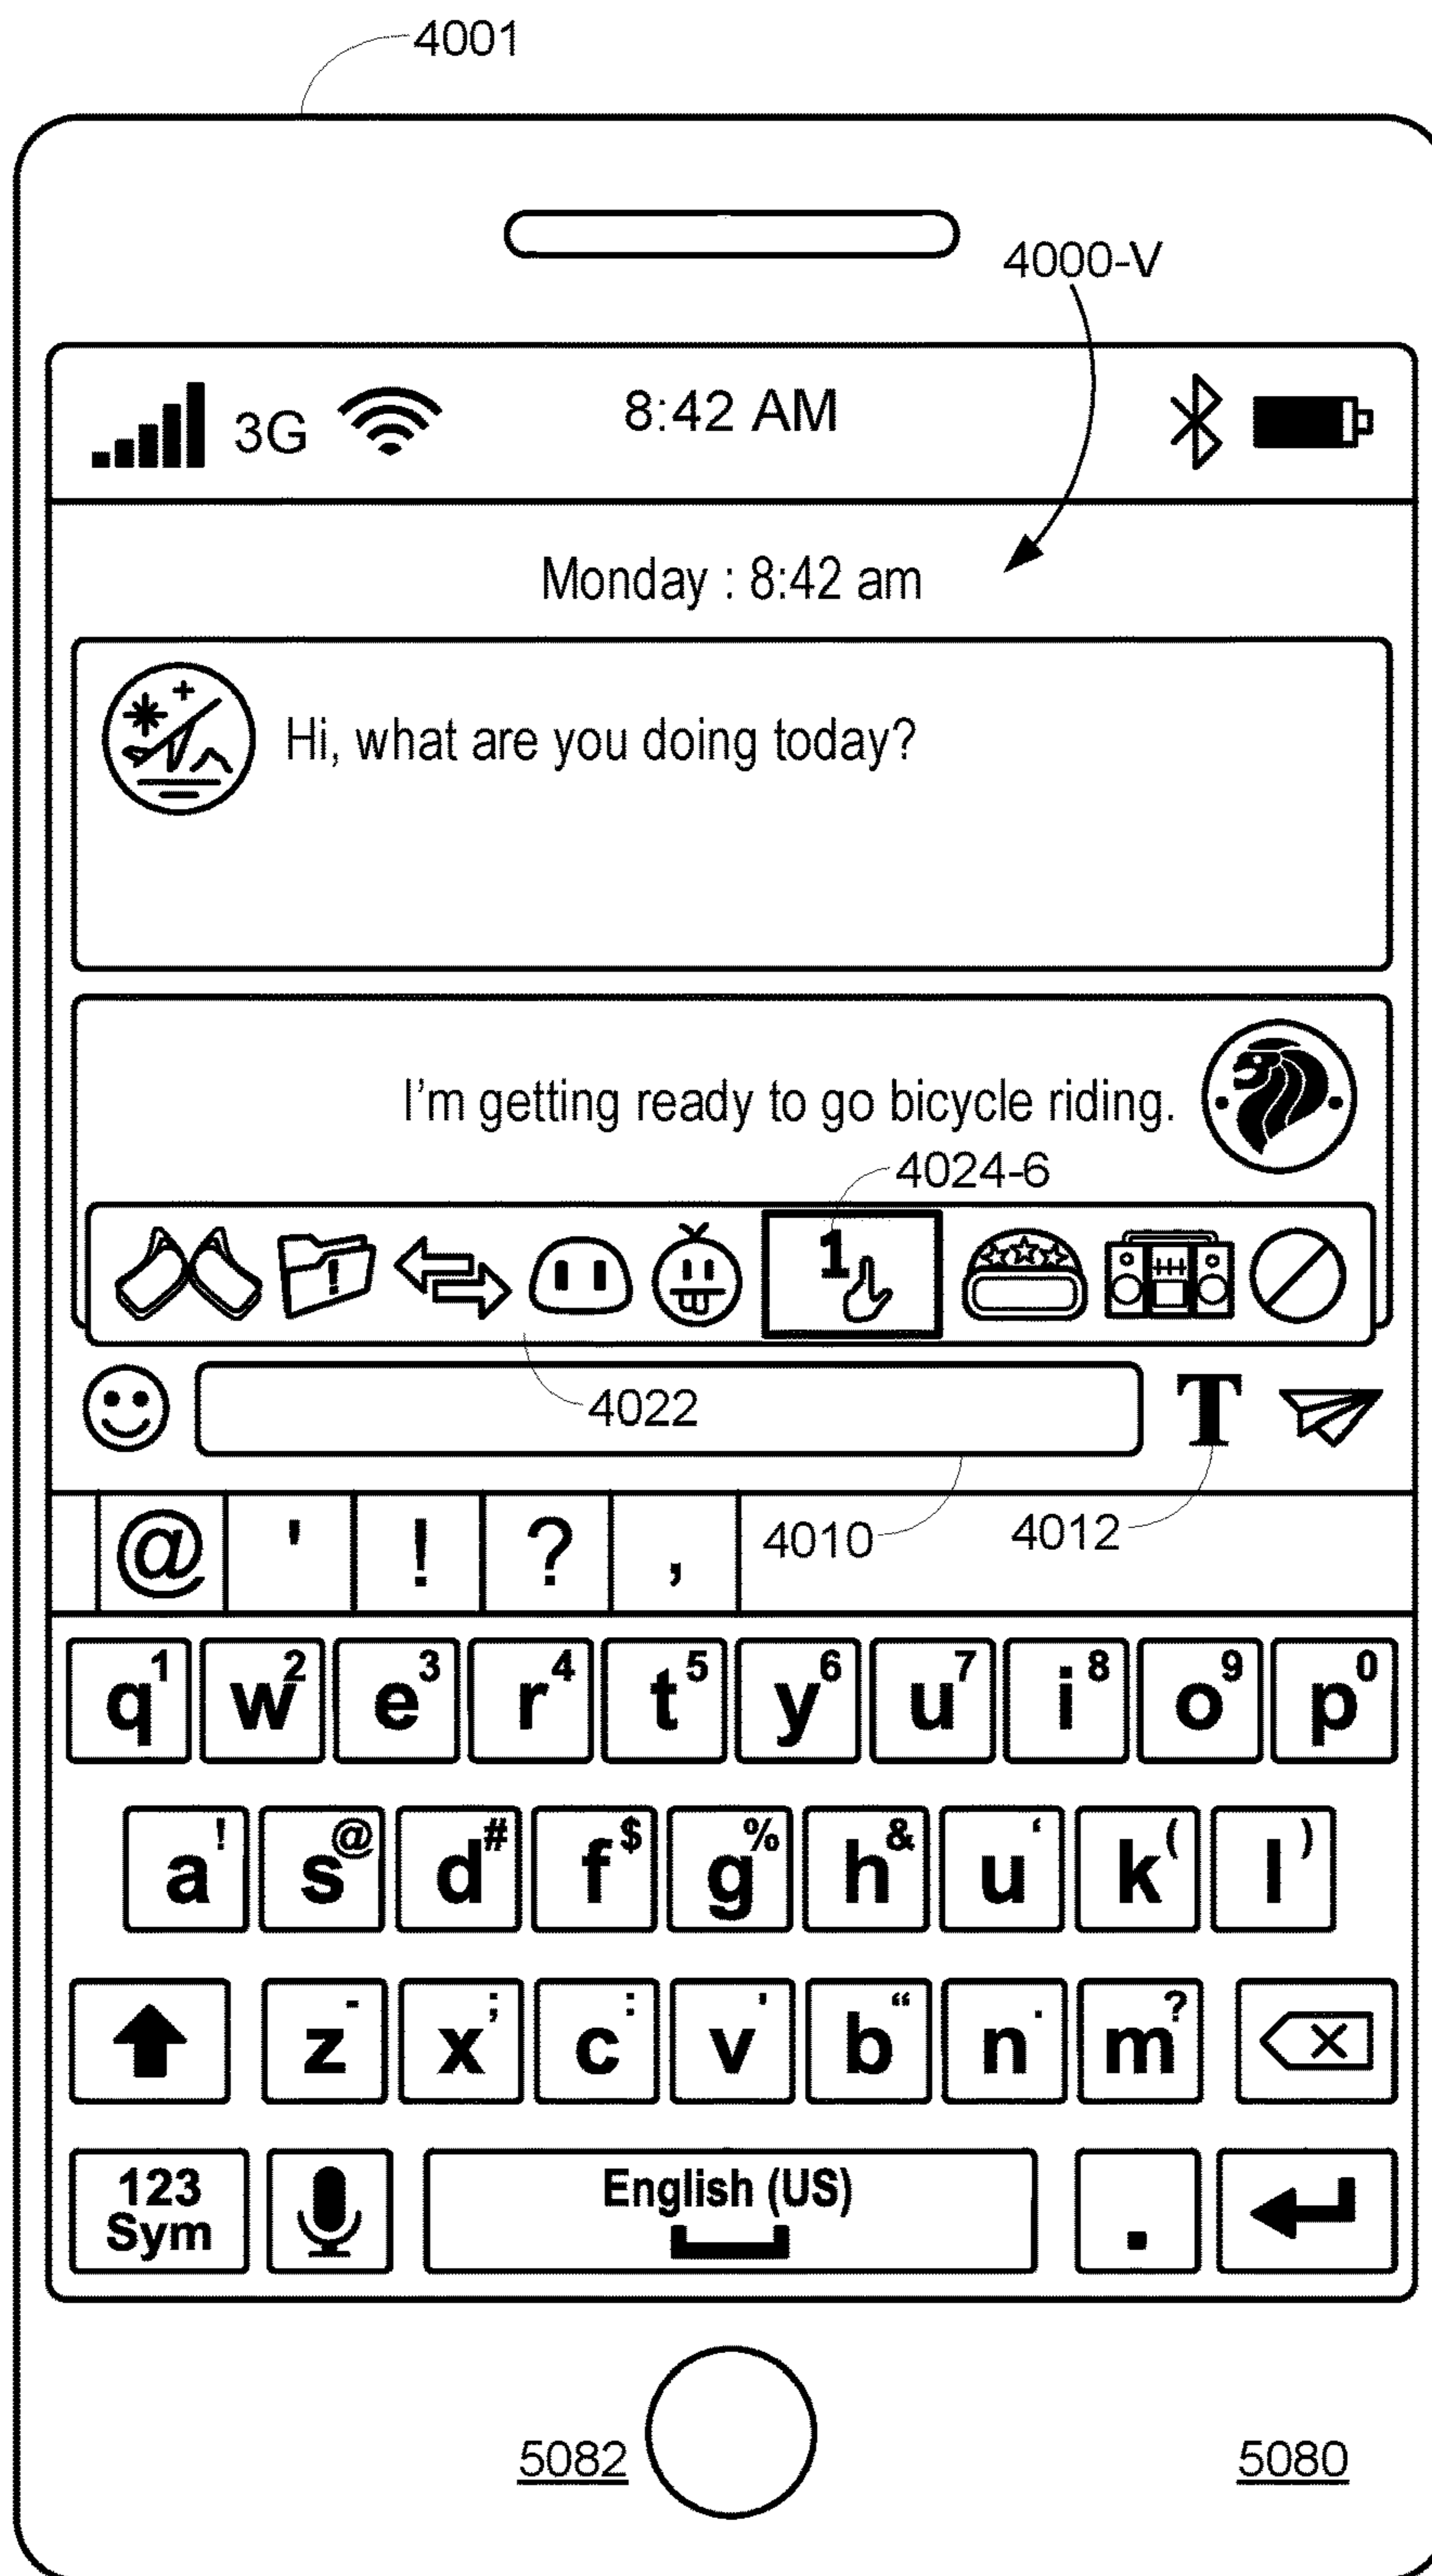 4001
4000-V
3G 8:42 AM
Monday : 8:42 am
Hi, what are you doing today?
I'm getting ready to go bicycle riding.
4024-6
! 1
4022
T
@ ' ! ? , 4010 4012
q1 w2 e3 r4 t5 y6 u7 i8 o9 p0
a! s@ d# f$ g% h& u‘ k( l)
z- x; c: v' b“ n. m?
123
Sym
English (US)
.
5082 5080